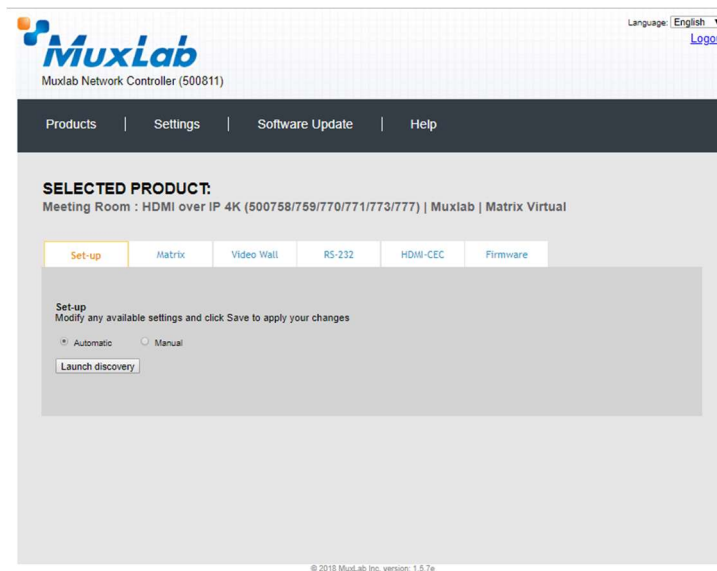 Language: English
Logou
MuxLab
Muxlab Network Controller (500811)
Products | Settings | Software Update | Help
SELECTED PRODUCT:
Meeting Room : HDMI over IP 4K (500758/759/770/771/773/777) | Muxlab | Matrix Virtual
Set-up Matrix Video Wall RS-232 HDMI-CEC Firmware
Set-up
Modify any available settings and click Save to apply your changes
Automatic Manual
Launch discovery
© 2018 MuxLab Inc. version: 1.5.7e